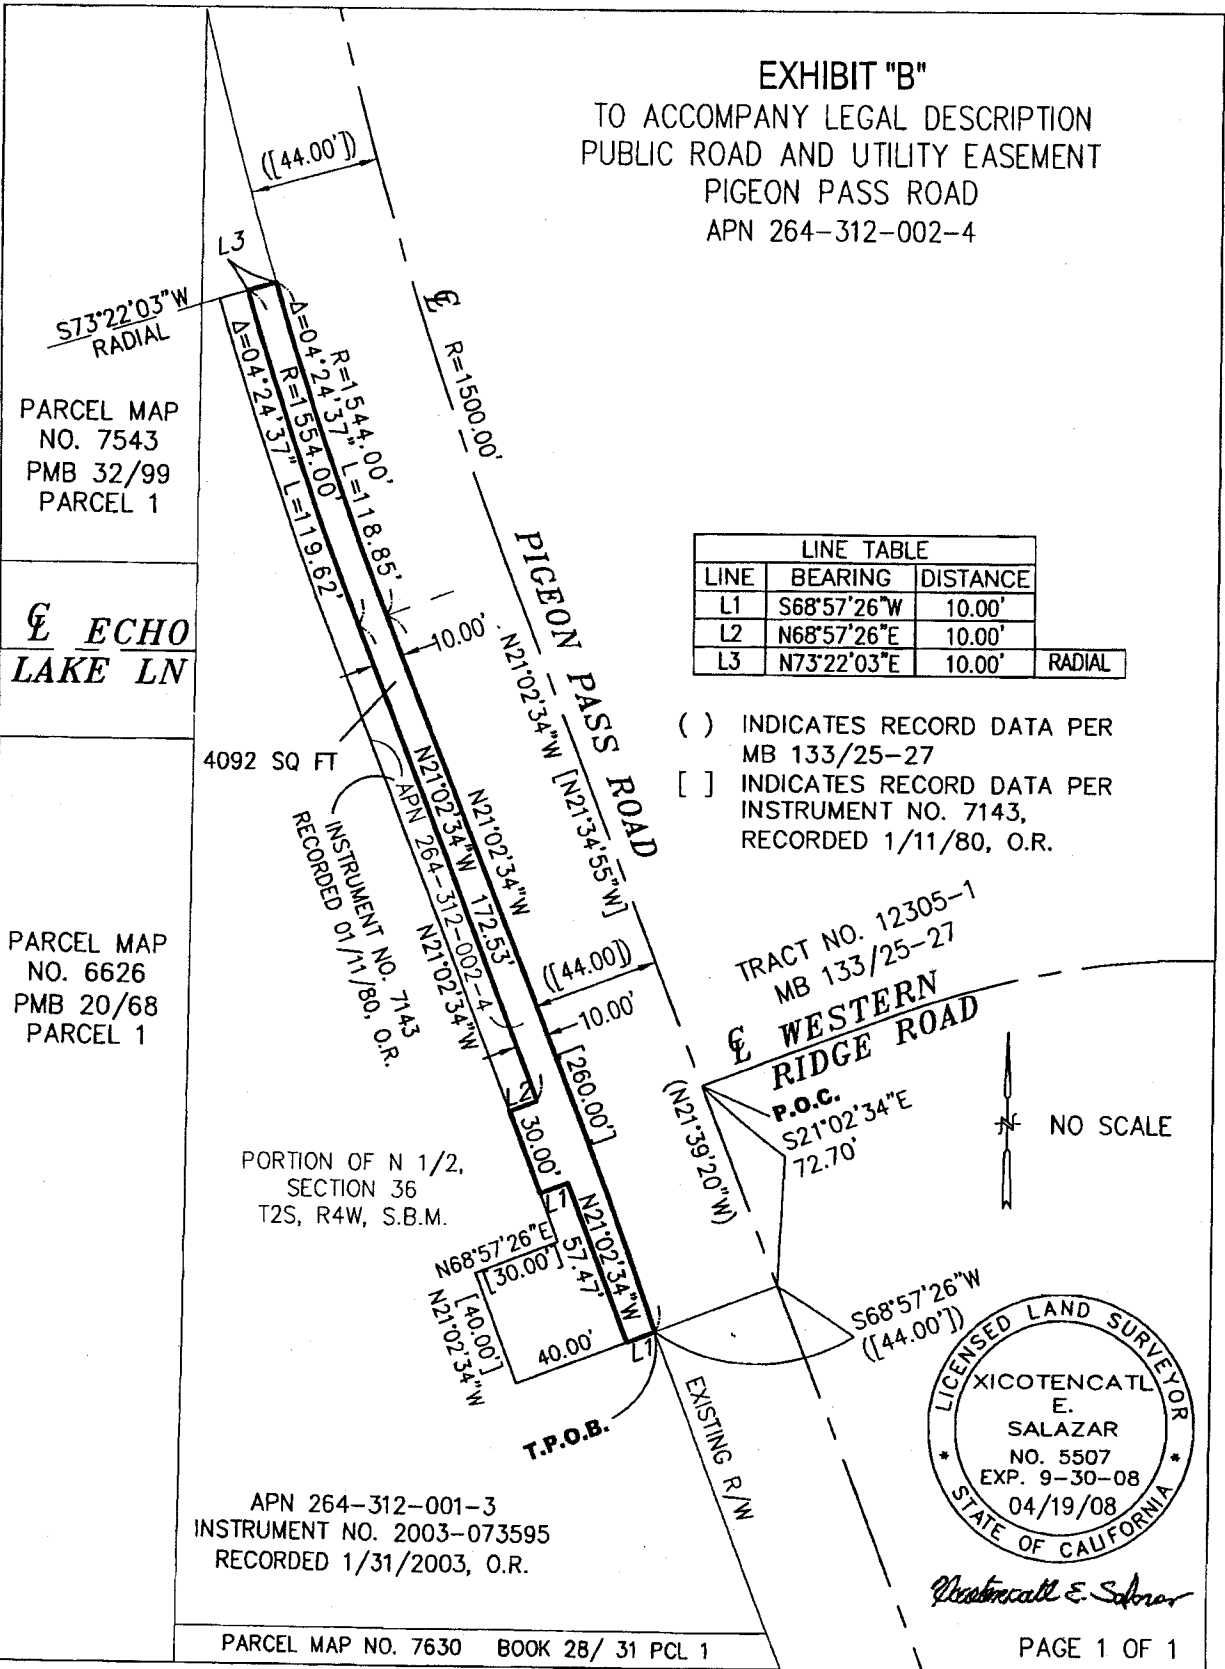 EXHIBIT "B"
TO ACCOMPANY LEGAL DESCRIPTION
PUBLIC ROAD AND UTILITY EASEMENT
PIGEON PASS ROAD
APN 264-312-002-4
([44.00'])
L3
S73°22'03"W
RADIAL
Δ=04°24'37" L=118.85'
R=1544.00'
Δ=04°24'37" L=119.62'
R=1554.00'
℄ R=1500.00'
PARCEL MAP
NO. 7543
PMB 32/99
PARCEL 1
℄ ECHO
LAKE LN
PIGEON PASS ROAD
N21°02'34"W [N21°34'55"W]
10.00'
LINE TABLE
LINE BEARING DISTANCE
L1 S68°57'26"W 10.00'
L2 N68°57'26"E 10.00'
L3 N73°22'03"E 10.00' RADIAL
( ) INDICATES RECORD DATA PER
MB 133/25-27
[ ] INDICATES RECORD DATA PER
INSTRUMENT NO. 7143,
RECORDED 1/11/80, O.R.
4092 SQ FT
N21°02'34"W
N21°02'34"W 172.53'
APN 264-312-002-4
N21°02'34"W
INSTRUMENT NO. 7143
RECORDED 01/11/80, O.R.
([44.00])
10.00'
[260.00']
PARCEL MAP
NO. 6626
PMB 20/68
PARCEL 1
TRACT NO. 12305-1
MB 133/25-27
℄ WESTERN
RIDGE ROAD
P.O.C.
S21°02'34"E
72.70'
(N21°39'20"W)
N
NO SCALE
L2
30.00'
L1
N21°02'34"W
57.47'
PORTION OF N 1/2,
SECTION 36
T2S, R4W, S.B.M.
N68°57'26"E
[30.00']
[40.00']
N21°02'34"W
40.00'
L1
S68°57'26"W
([44.00'])
T.P.O.B.
EXISTING R/W
LICENSED LAND SURVEYOR
XICOTENCATL
E.
SALAZAR
NO. 5507
EXP. 9-30-08
04/19/08
* STATE OF CALIFORNIA *
Xicotencatl E. Salazar
APN 264-312-001-3
INSTRUMENT NO. 2003-073595
RECORDED 1/31/2003, O.R.
PARCEL MAP NO. 7630 BOOK 28/ 31 PCL 1
PAGE 1 OF 1